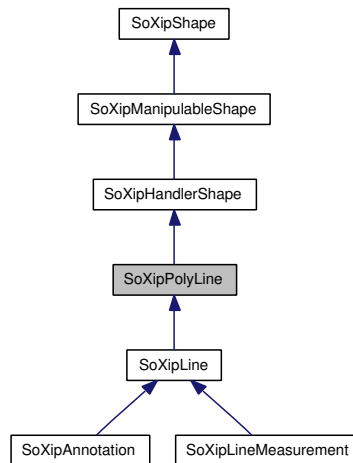 SoXipShape
SoXipManipulableShape
SoXipHandlerShape
SoXipPolyLine
SoXipLine
SoXipAnnotation
SoXipLineMeasurement